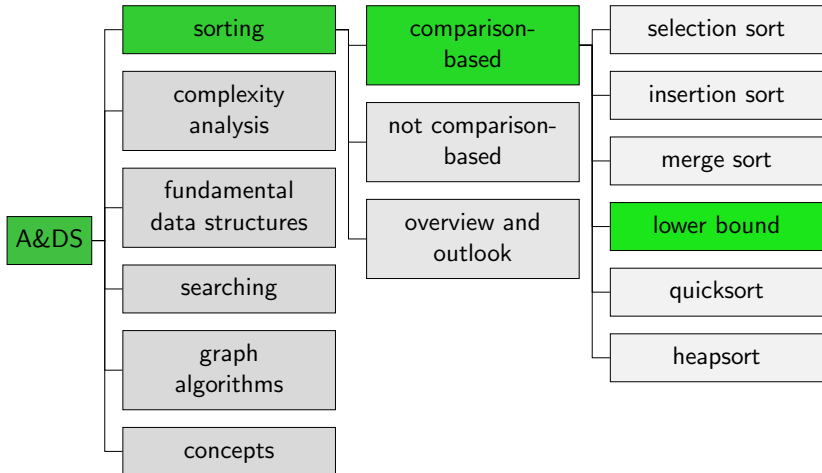 A&DS
sorting
complexity
analysis
fundamental
data structures
searching
graph
algorithms
concepts
comparison-
based
not comparison-
based
overview and
outlook
selection sort
insertion sort
merge sort
lower bound
quicksort
heapsort